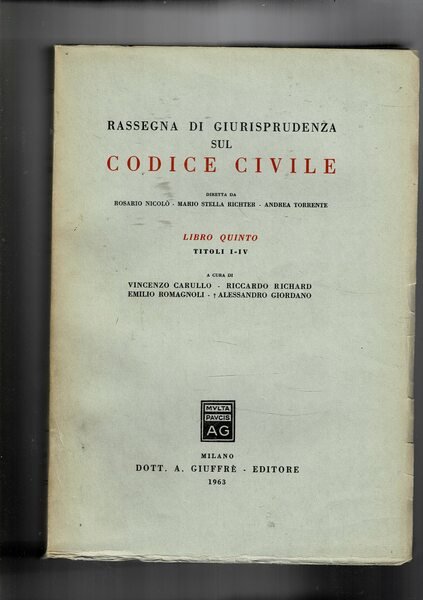 RASSEGNA DI GIURISPRUDENZA
SUL
CODICE CIVILE
DIRETTA DA
ROSARIO NICOLÒ - MARIO STELLA RICHTER - ANDREA TORRENTE
LIBRO QUINTO
TITOLI I-IV
A CURA DI
VINCENZO CARULLO - RICCARDO RICHARD
EMILIO ROMAGNOLI - † ALESSANDRO GIORDANO
MVLTA
PAVCIS
AG
MILANO
DOTT. A. GIUFFRÈ - EDITORE
1963